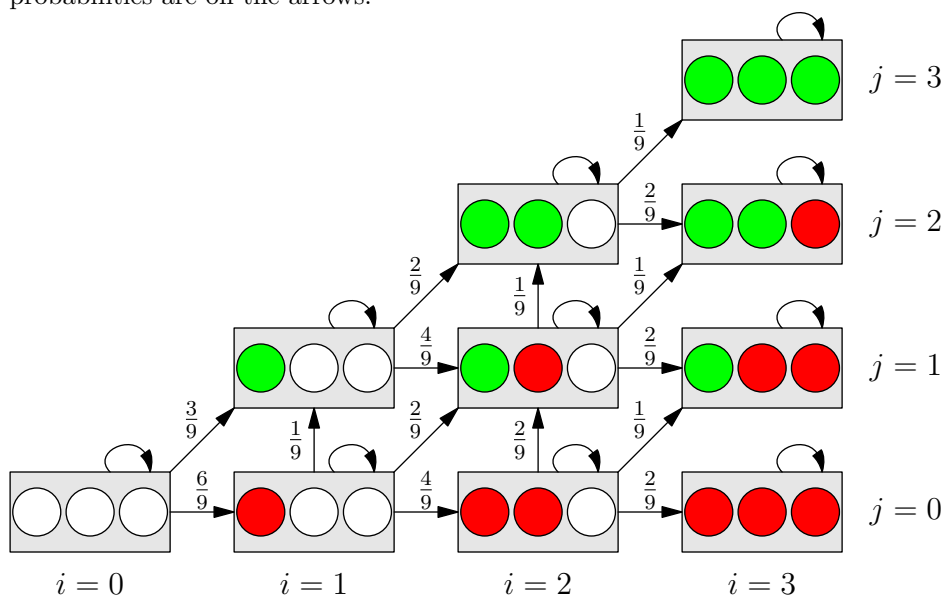 probabilities are on the arrows.
j = 3
1/9
2/9
j = 2
2/9
1/9
1/9
4/9
2/9
j = 1
3/9
1/9
2/9
2/9
1/9
6/9
4/9
2/9
j = 0
i = 0 i = 1 i = 2 i = 3